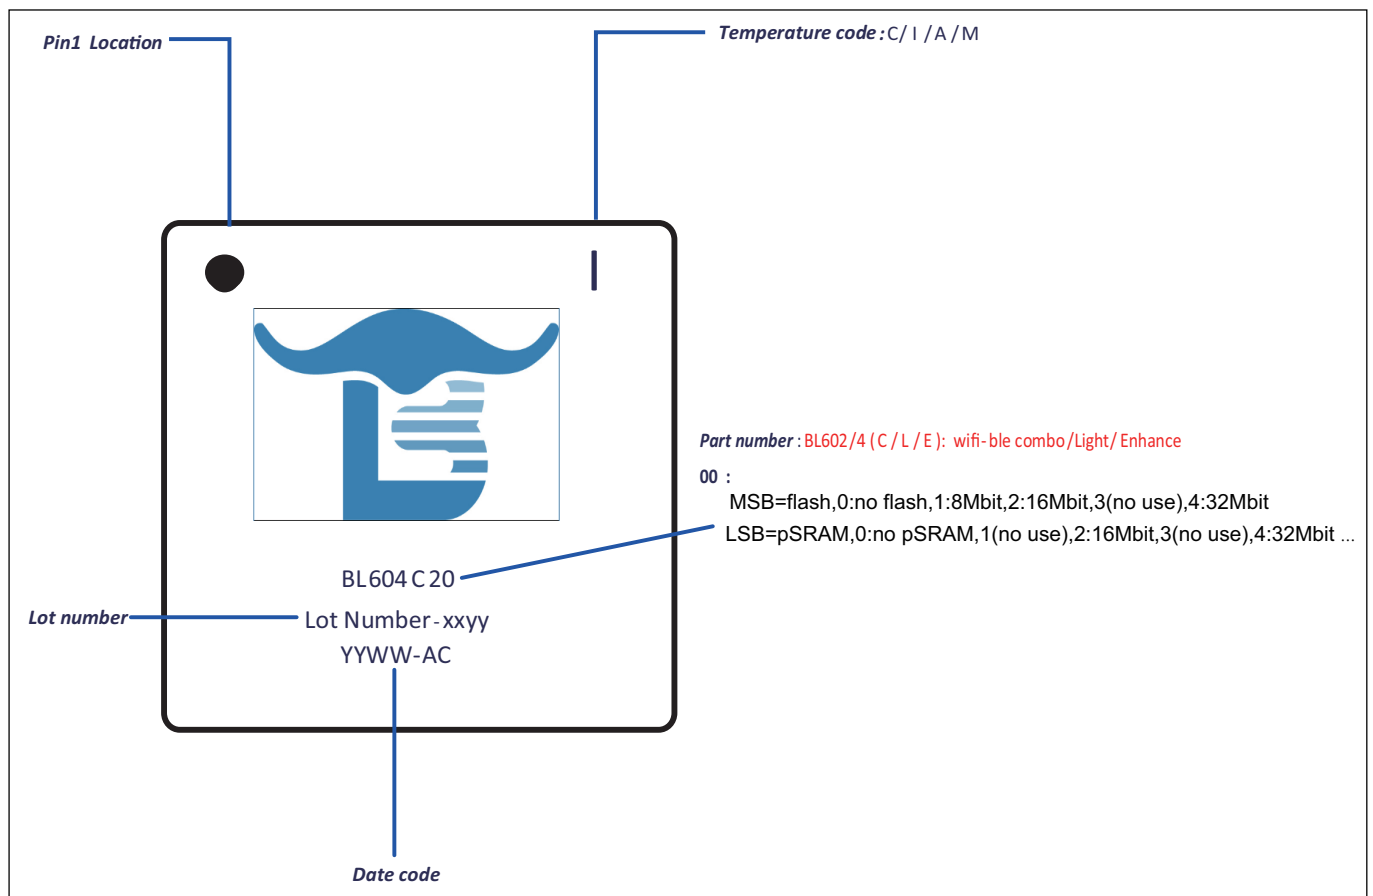 Pin1 Location
Temperature code : C/ I / A / M
I
Part number : BL602/4 ( C / L / E ): wifi-ble combo/Light/ Enhance
00 :
MSB=flash,0:no flash,1:8Mbit,2:16Mbit,3(no use),4:32Mbit
LSB=pSRAM,0:no pSRAM,1(no use),2:16Mbit,3(no use),4:32Mbit ...
BL604 C 20
Lot number
Lot Number-xxyy
YYWW-AC
Date code